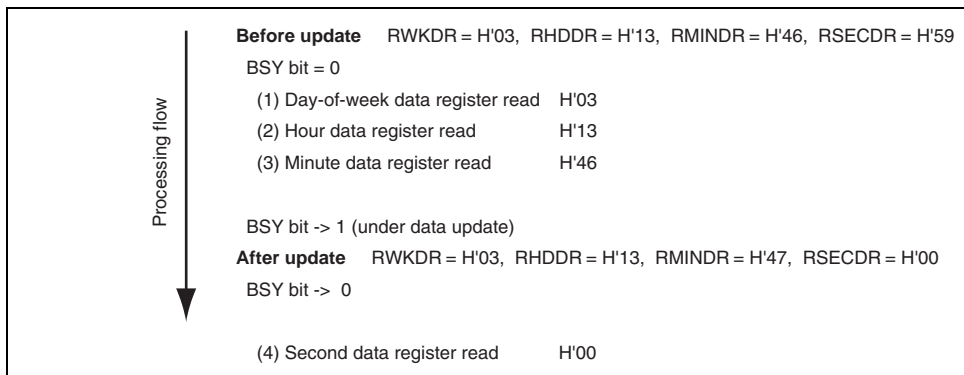 Processing flow
Before update RWKDR = H'03, RHDDR = H'13, RMINDR = H'46, RSECDR = H'59
BSY bit = 0
(1) Day-of-week data register read H'03
(2) Hour data register read H'13
(3) Minute data register read H'46
BSY bit -> 1 (under data update)
After update RWKDR = H'03, RHDDR = H'13, RMINDR = H'47, RSECDR = H'00
BSY bit -> 0
(4) Second data register read H'00